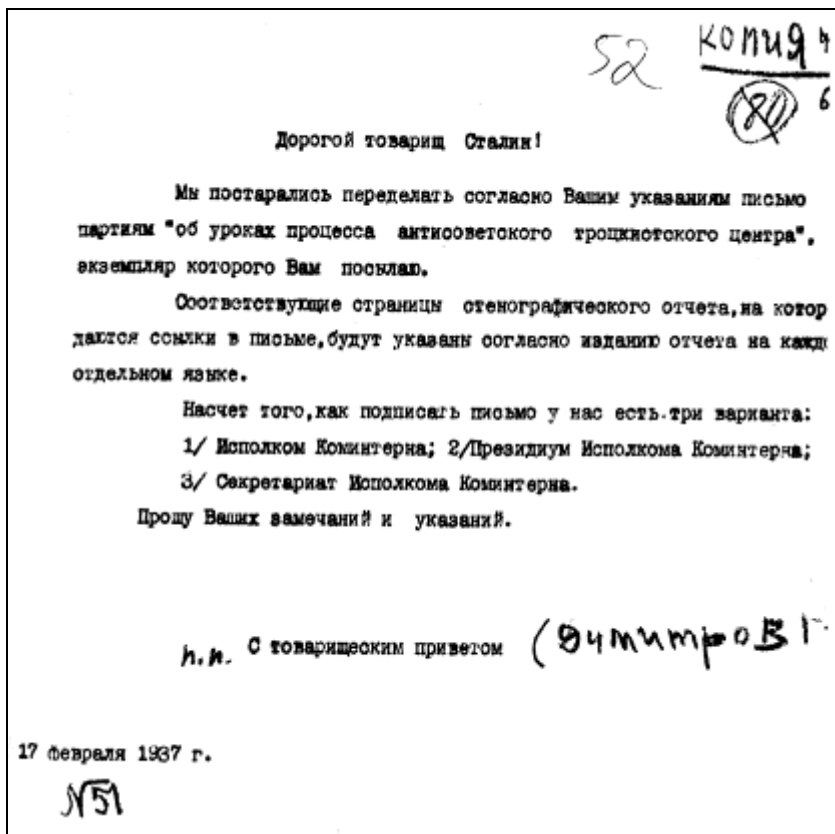 52 КОПИЯ
80 6
Дорогой товарищ Сталин!
Мы постарались переделать согласно Вашим указаниям письмо
партиям "об уроках процесса антисоветского троцкистского центра",
экземпляр которого Вам посылаю.
Соответствующие страницы стенографического отчета,на котор
даются ссылки в письме,будут указаны согласно изданию отчета на кажд
отдельном языке.
Насчет того,как подписать письмо у нас есть три варианта:
1/ Исполком Коминтерна; 2/Президиум Исполкома Коминтерна;
3/ Секретариат Исполкома Коминтерна.
Прошу Ваших замечаний и указаний.
п.п. С товарищеским приветом (Димитров Г
17 февраля 1937 г.
№51